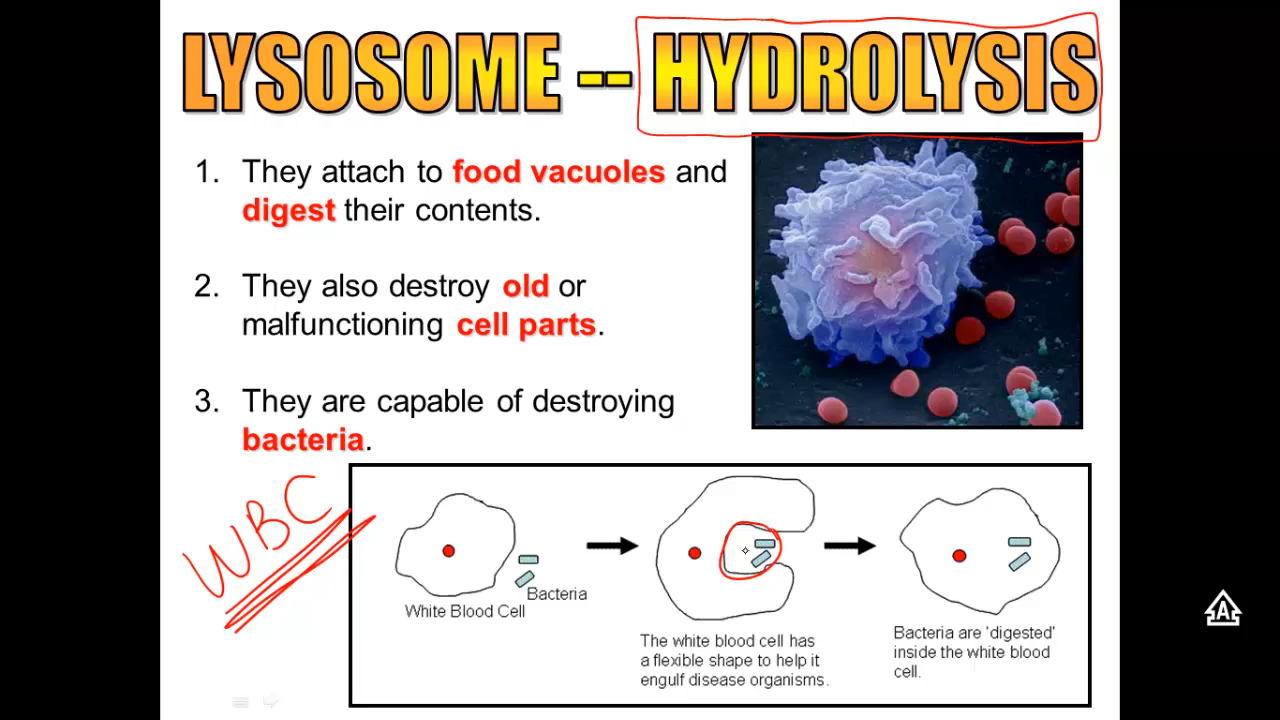 LYSOSOME -- HYDROLYSIS
1. They attach to food vacuoles and
digest their contents.
2. They also destroy old or
malfunctioning cell parts.
3. They are capable of destroying
bacteria.
WBC
Bacteria
White Blood Cell
The white blood cell has
a flexible shape to help it
engulf disease organisms.
Bacteria are 'digested'
inside the white blood
cell.
A